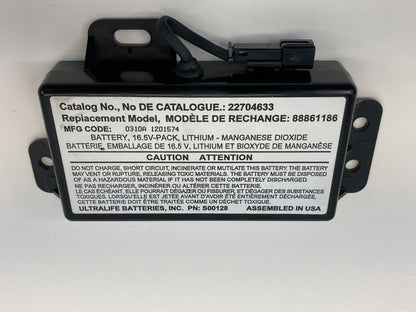 Catalog No., No DE CATALOGUE.: 22704633
Replacement Model, MODÈLE DE RECHANGE: 88861186
MFG CODE: 0310A 1201574
BATTERY, 16.5V-PACK, LITHIUM - MANGANESE DIOXIDE
BATTERIE, EMBALLAGE DE 16,5 V, LITHIUM ET BIOXYDE DE MANGANÈSE
CAUTION ATTENTION
DO NOT CHARGE, SHORT CIRCUIT, INCINERATE OR MUTILATE THIS BATTERY. THE BATTERY
MAY VENT OR RUPTURE, RELEASING TOXIC MATERIALS. THE BATTERY MUST BE DISPOSED
OF AS A HAZARDOUS MATERIAL IF IT HAS NOT BEEN COMPLETELY DISCHARGED.
NE PAS RECHARGER, INCINÉRER OU ALTÉRER CETTE BATTERIE.
LE CAS ÉCHÉANT, ELLE POURRAIT DÉGAZER OU FISSURER ET DÉGAGER DES SUBSTANCES
TOXIQUES. LORSQU'ELLE EST JETÉE AVANT D'AVOIR ÉTÉ ENTIÈREMENT DÉCHARGÉE,
CETTE BATTERIE DOIT ÊTRE TRAITÉE COMME UN DÉCHET TOXIQUE.
ULTRALIFE BATTERIES, INC. PN: S00128 ASSEMBLED IN USA